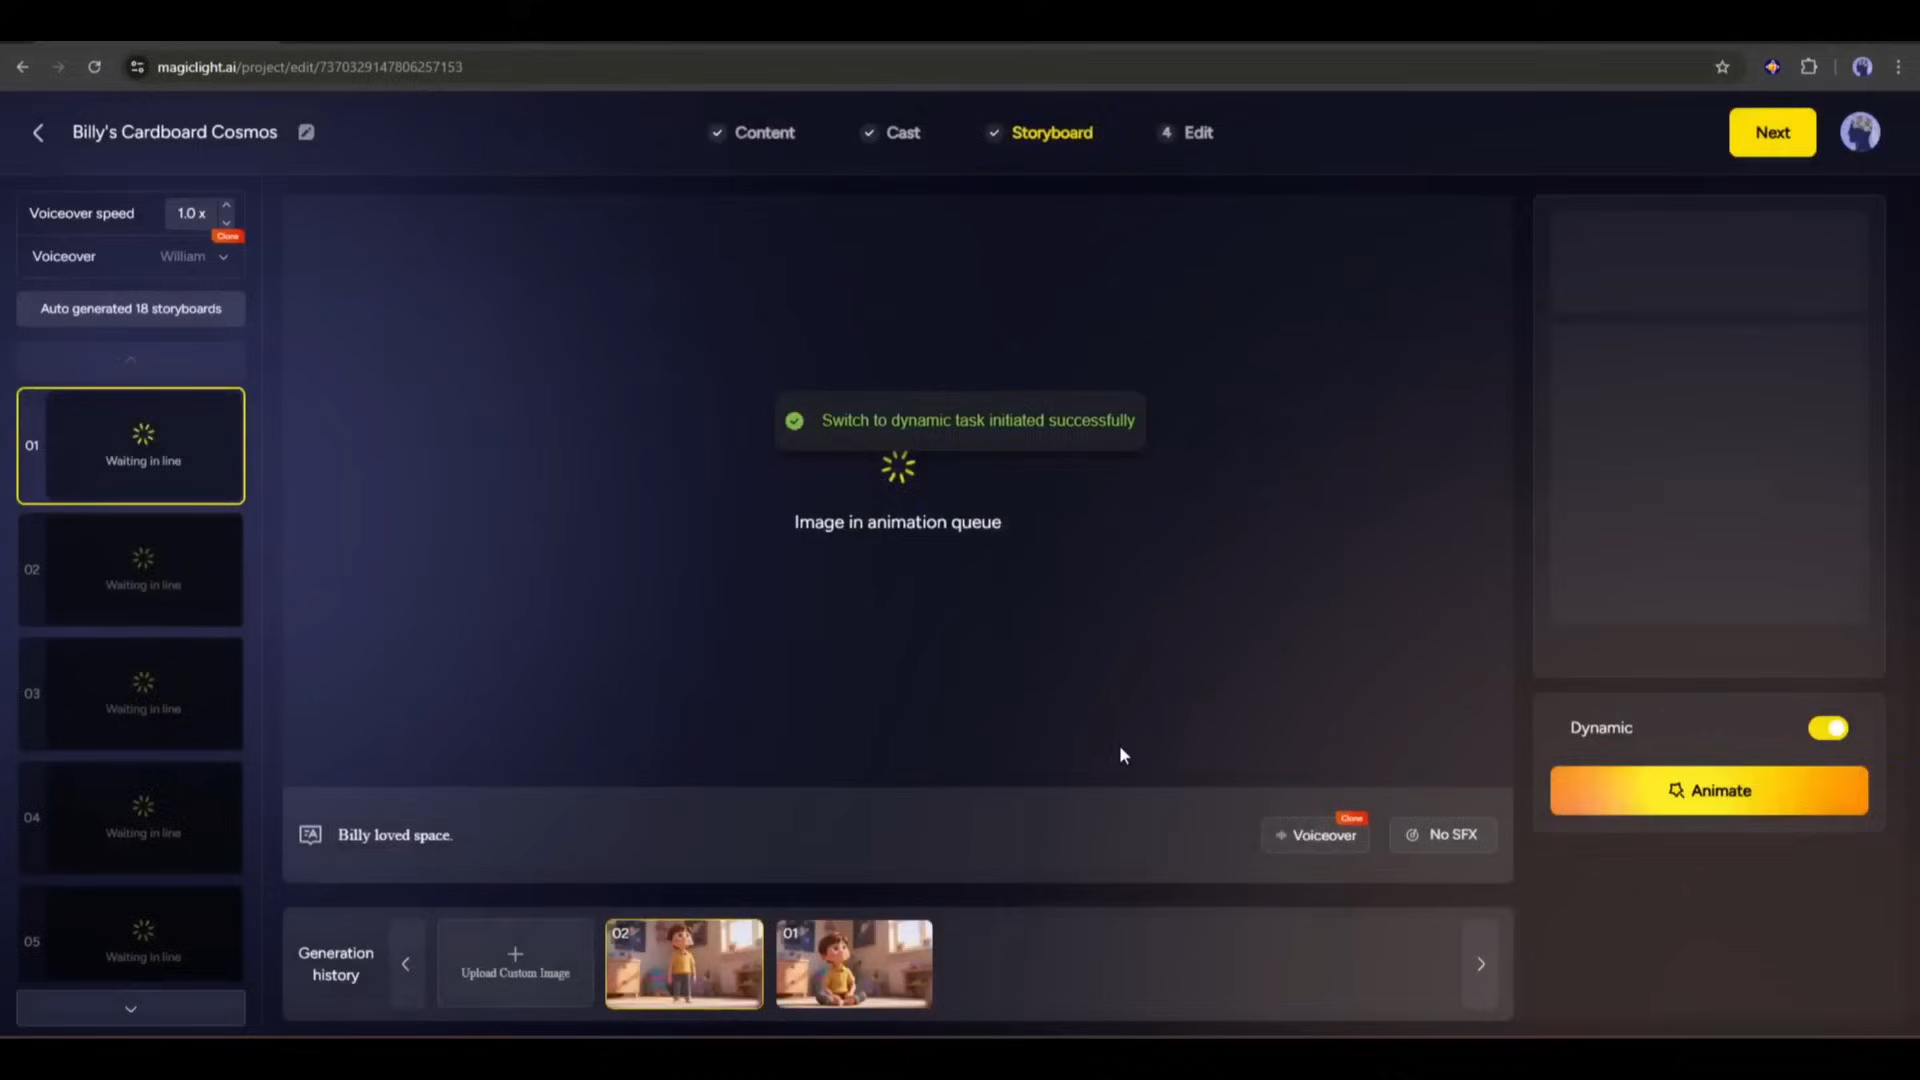 magiclight.ai/project/edit/7370329147806257153
Billy's Cardboard Cosmos
Content
Cast
Storyboard
4 Edit
Next
Voiceover speed
1.0 x
Clone
Voiceover
William
Auto generated 18 storyboards
01
Waiting in line
02
Waiting in line
03
Waiting in line
04
Waiting in line
05
Waiting in line
Switch to dynamic task initiated successfully
Image in animation queue
Dynamic
Animate
Billy loved space.
Clone
Voiceover
No SFX
Generation
history
Upload Custom Image
02
01